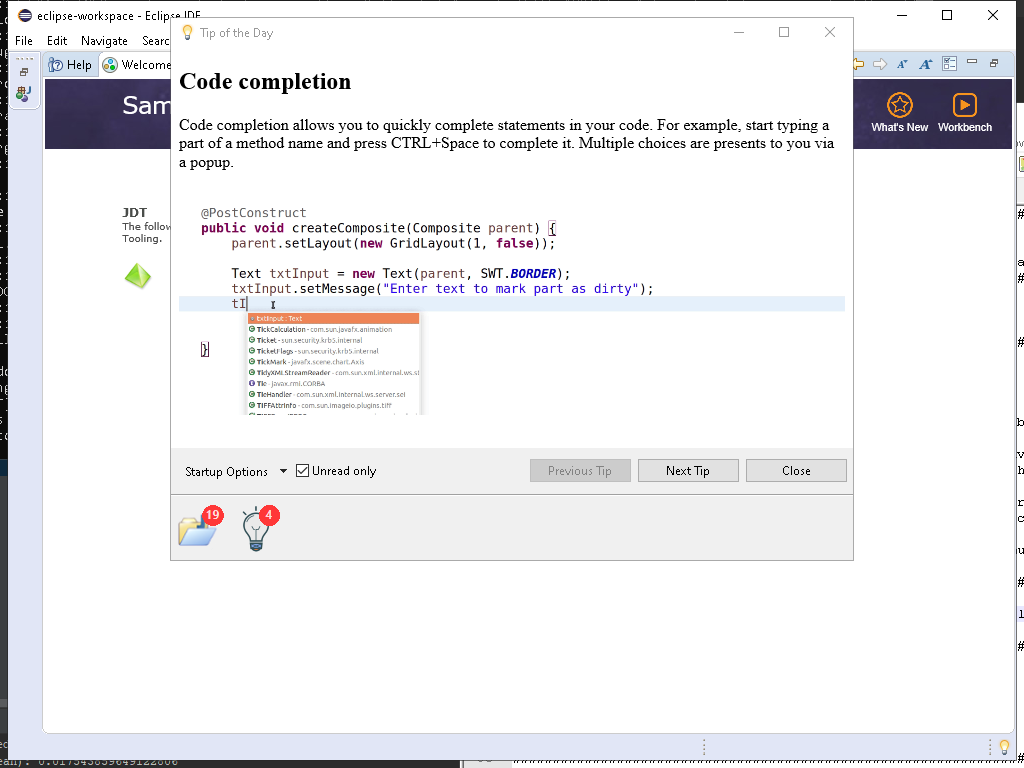 eclipse-workspace - Eclipse IDE
Tip of the Day
File Edit Navigate Searc
Help
Welcome
Sam
What's New
Workbench
Code completion
Code completion allows you to quickly complete statements in your code. For example, start typing a
part of a method name and press CTRL+Space to complete it. Multiple choices are presents to you via
a popup.
JDT
The follow
Tooling.
@PostConstruct
public void createComposite(Composite parent) {
parent.setLayout(new GridLayout(1, false));
Text txtInput = new Text(parent, SWT.BORDER);
txtInput.setMessage("Enter text to mark part as dirty");
tI
txtInput : Text
TickCalculation - com.sun.javafx.animation
Ticket - sun.security.krb5.internal
TicketFlags - sun.security.krb5.internal
TickMark - javafx.scene.chart.Axis
TidyXMLStreamReader - com.sun.xml.internal.ws.st
Tie - javax.rmi.CORBA
TieHandler - com.sun.xml.internal.ws.server.sei
TIFFAttrInfo - com.sun.imageio.plugins.tiff
}
Startup Options
Unread only
Previous Tip
Next Tip
Close
19
4